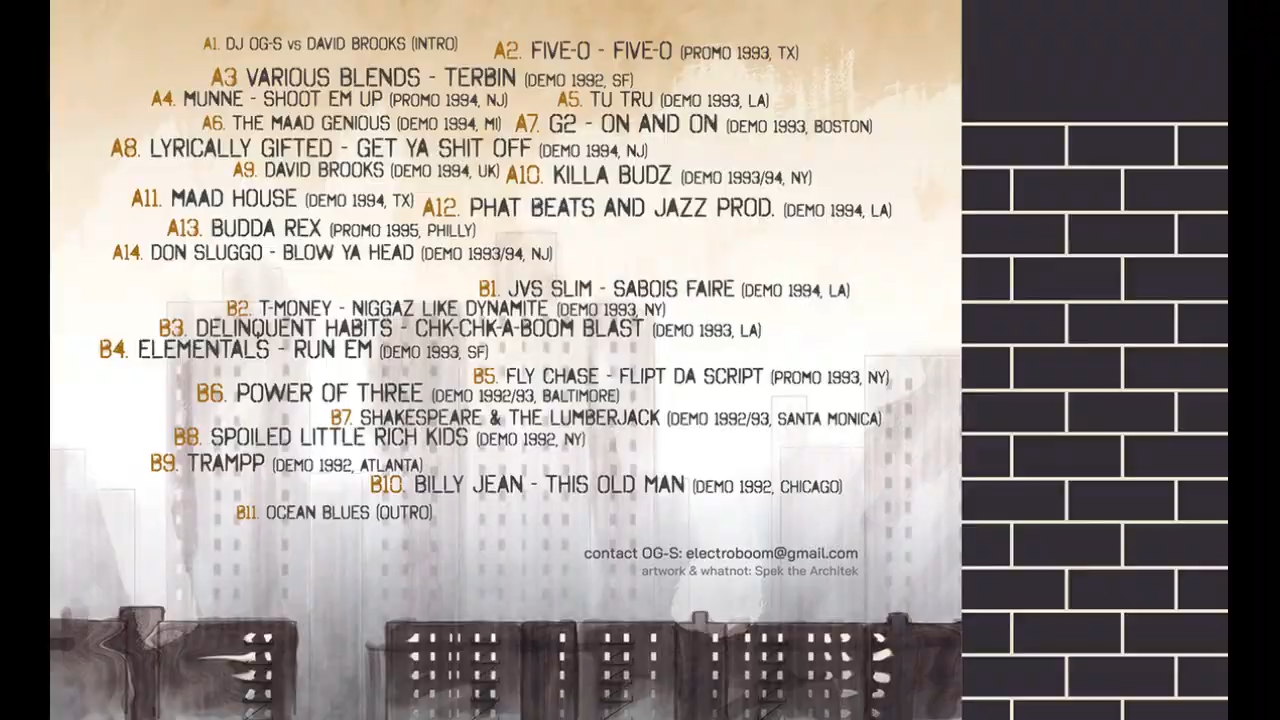 A1. DJ OG-S vs DAVID BROOKS (INTRO)
A2. FIVE-O - FIVE-O (PROMO 1993, TX)
A3 VARIOUS BLENDS - TERBIN (DEMO 1992, SF)
A4. MUNNE - SHOOT EM UP (PROMO 1994, NJ)
A5. TU TRU (DEMO 1993, LA)
A6. THE MAAD GENIOUS (DEMO 1994, MI)
A7. G2 - ON AND ON (DEMO 1993, BOSTON)
A8. LYRICALLY GIFTED - GET YA SHIT OFF (DEMO 1994, NJ)
A9. DAVID BROOKS (DEMO 1994, UK)
A10. KILLA BUDZ (DEMO 1993/94, NY)
A11. MAAD HOUSE (DEMO 1994, TX)
A12. PHAT BEATS AND JAZZ PROD. (DEMO 1994, LA)
A13. BUDDA REX (PROMO 1995, PHILLY)
A14. DON SLUGGO - BLOW YA HEAD (DEMO 1993/94, NJ)
B1. JVS SLIM - SABOIS FAIRE (DEMO 1994, LA)
B2. T-MONEY - NIGGAZ LIKE DYNAMITE (DEMO 1993, NY)
B3. DELINQUENT HABITS - CHK-CHK-A-BOOM BLAST (DEMO 1993, LA)
B4. ELEMENTALS - RUN EM (DEMO 1993, SF)
B5. FLY CHASE - FLIPT DA SCRIPT (PROMO 1993, NY)
B6. POWER OF THREE (DEMO 1992/93, BALTIMORE)
B7. SHAKESPEARE & THE LUMBERJACK (DEMO 1992/93, SANTA MONICA)
B8. SPOILED LITTLE RICH KIDS (DEMO 1992, NY)
B9. TRAMPP (DEMO 1992, ATLANTA)
B10. BILLY JEAN - THIS OLD MAN (DEMO 1992, CHICAGO)
B11. OCEAN BLUES (OUTRO)
contact OG-S: electroboom@gmail.com
artwork & whatnot: Spek the Architek